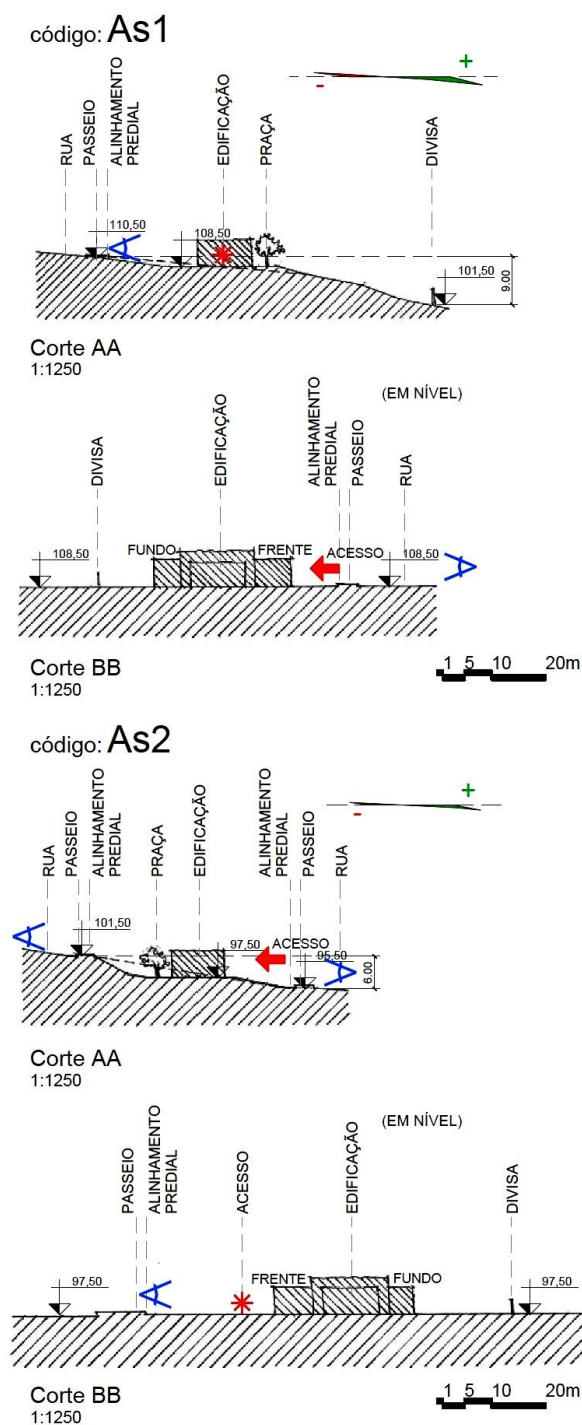 código: As1
+
-
RUA
PASSEIO
ALINHAMENTO
PREDIAL
EDIFICAÇÃO
PRAÇA
DIVISA
110,50
108,50
101,50
9.00
Corte AA
1:1250
(EM NÍVEL)
DIVISA
EDIFICAÇÃO
ALINHAMENTO
PREDIAL
PASSEIO
RUA
108,50
FUNDO
FRENTE
ACESSO
108,50
Corte BB
1:1250
1 5 10 20m
código: As2
+
-
RUA
PASSEIO
ALINHAMENTO
PREDIAL
PRAÇA
EDIFICAÇÃO
ALINHAMENTO
PREDIAL
PASSEIO
RUA
101,50
97,50
ACESSO
95,50
6.00
Corte AA
1:1250
(EM NÍVEL)
PASSEIO
ALINHAMENTO
PREDIAL
ACESSO
EDIFICAÇÃO
DIVISA
97,50
FRENTE
FUNDO
97,50
Corte BB
1:1250
1 5 10 20m